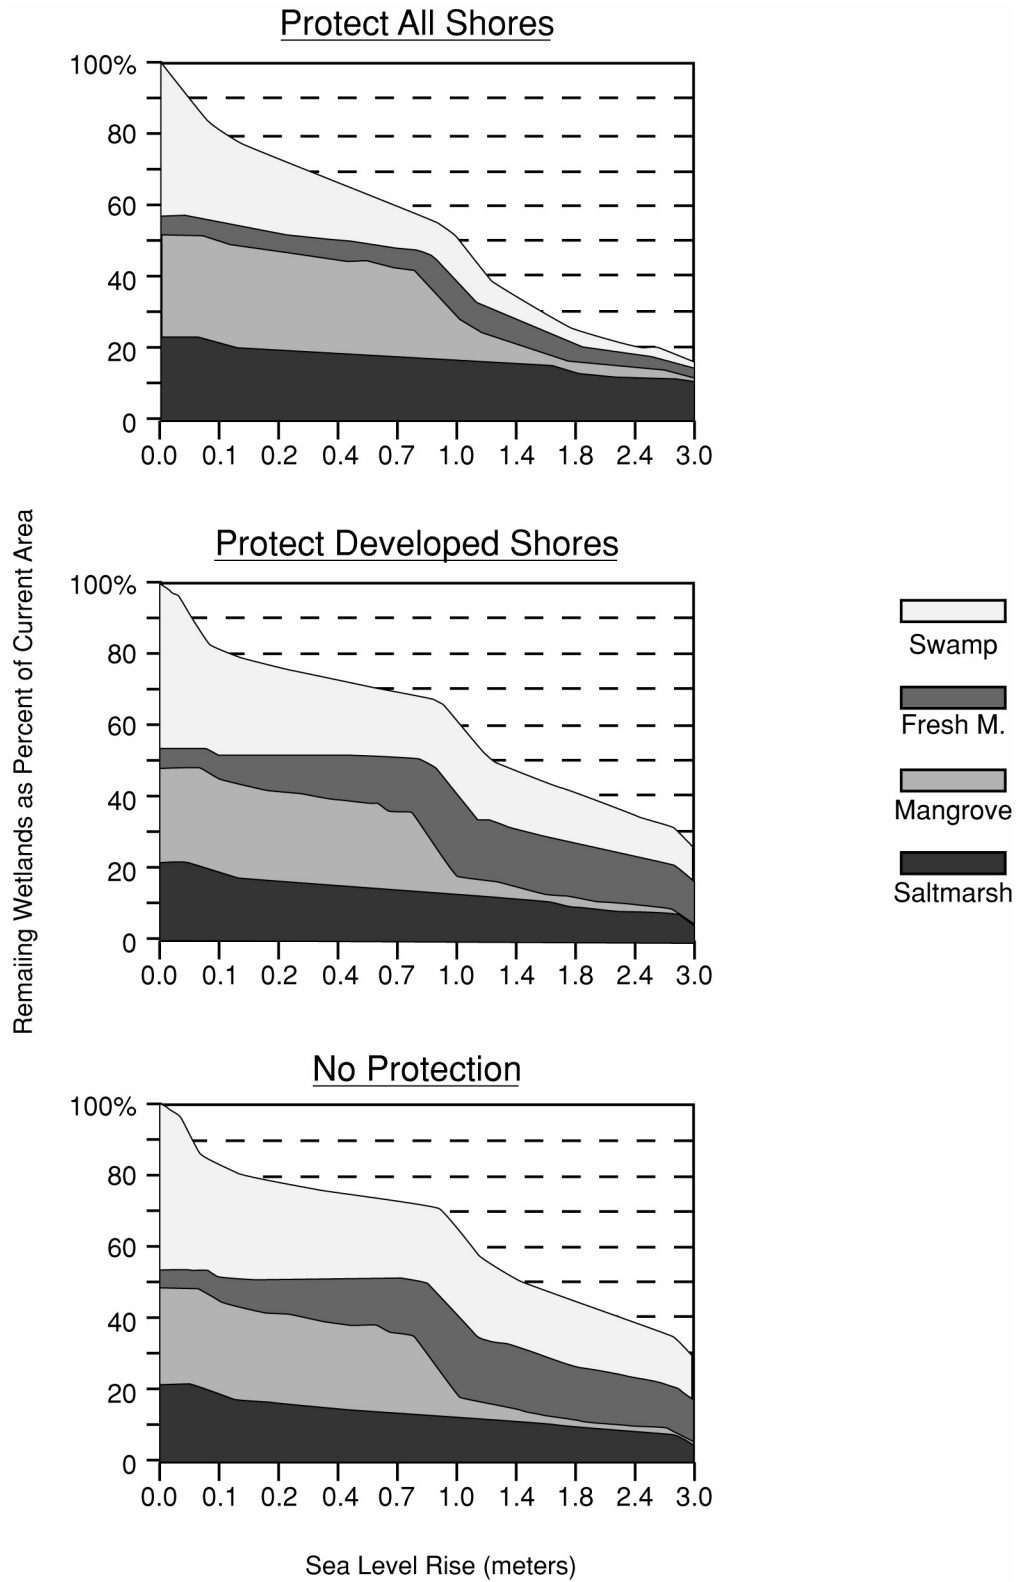 Protect All Shores
100%
80
60
40
20
0
0.0 0.1 0.2 0.4 0.7 1.0 1.4 1.8 2.4 3.0
Remaiing Wetlands as Percent of Current Area
Protect Developed Shores
100%
80
60
40
20
0
0.0 0.1 0.2 0.4 0.7 1.0 1.4 1.8 2.4 3.0
Swamp
Fresh M.
Mangrove
Saltmarsh
No Protection
100%
80
60
40
20
0
0.0 0.1 0.2 0.4 0.7 1.0 1.4 1.8 2.4 3.0
Sea Level Rise (meters)